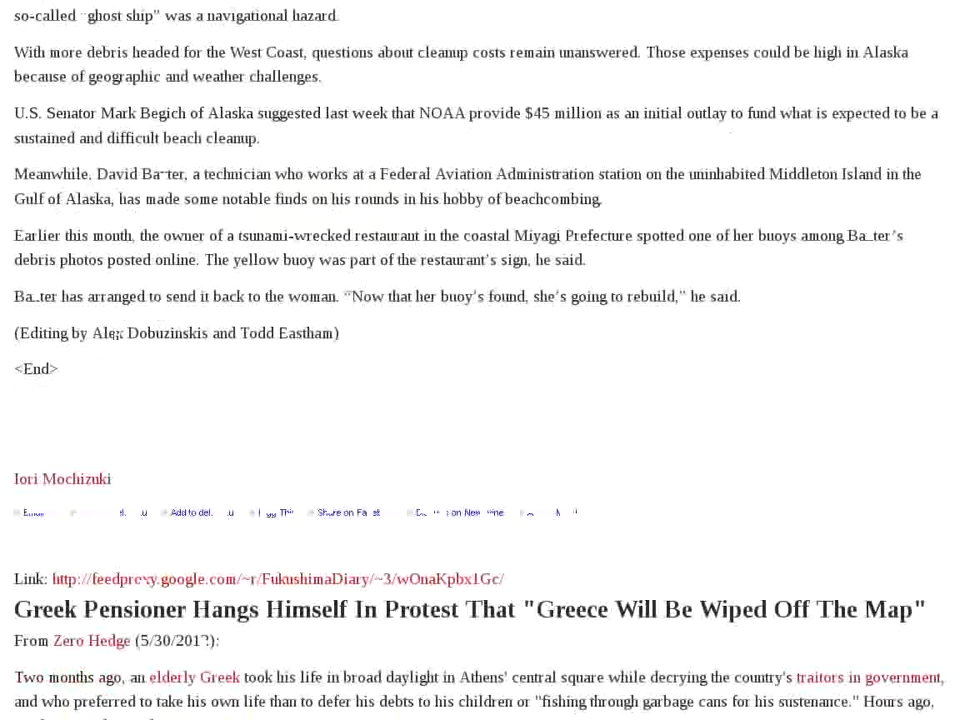 so-called "ghost ship" was a navigational hazard.
With more debris headed for the West Coast, questions about cleanup costs remain unanswered. Those expenses could be high in Alaska
because of geographic and weather challenges.
U.S. Senator Mark Begich of Alaska suggested last week that NOAA provide $45 million as an initial outlay to fund what is expected to be a
sustained and difficult beach cleanup.
Meanwhile, David a technician who works at a Federal Aviation Administration station on the uninhabited Middleton Island in the
Gulf of Alaska, has made some notable finds on his rounds in his hobby of beachcombing.
Earlier this month, the owner of a tsunami-wrecked restaurant in the coastal Miyagi Prefecture spotted one of her buoys among
debris photos posted online. The yellow buoy was part of the restaurant's sign, he said.
has arranged to send it back to the woman. "Now that her buoy's found, she's going to rebuild," he said.
(Editing by Dobuzinskis and Todd Eastham)
<End>
Iori Mochizuki
Add to Share on on
Link: http://feedproxy.google.com/~r/FukushimaDiary/~3/wOnaKpbx1Gc/
Greek Pensioner Hangs Himself In Protest That "Greece Will Be Wiped Off The Map"
From Zero Hedge
Two months ago, an elderly Greek took his life in broad daylight in Athens' central square while decrying the country's traitors in government,
and who preferred to take his own life than to defer his debts to his children or "fishing through garbage cans for his sustenance." Hours ago,